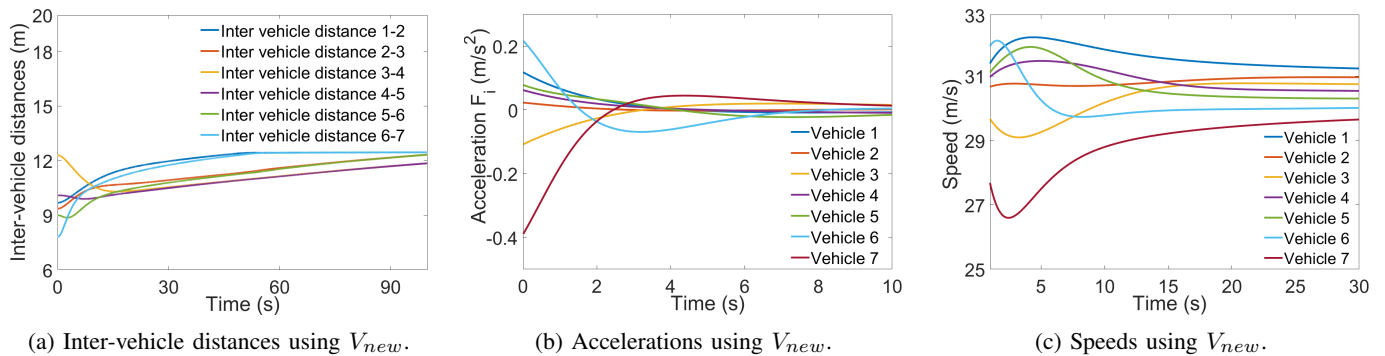 Inter-vehicle distances (m)
20
18
15
12
9
6
0
30
60
90
Time (s)
Inter vehicle distance 1-2
Inter vehicle distance 2-3
Inter vehicle distance 3-4
Inter vehicle distance 4-5
Inter vehicle distance 5-6
Inter vehicle distance 6-7
(a) Inter-vehicle distances using V_new.
Acceleration F_i (m/s²)
0.2
0
-0.2
-0.4
0
2
4
6
8
10
Time (s)
Vehicle 1
Vehicle 2
Vehicle 3
Vehicle 4
Vehicle 5
Vehicle 6
Vehicle 7
(b) Accelerations using V_new.
Speed (m/s)
33
31
29
27
25
5
10
15
20
25
30
Time (s)
Vehicle 1
Vehicle 2
Vehicle 3
Vehicle 4
Vehicle 5
Vehicle 6
Vehicle 7
(c) Speeds using V_new.